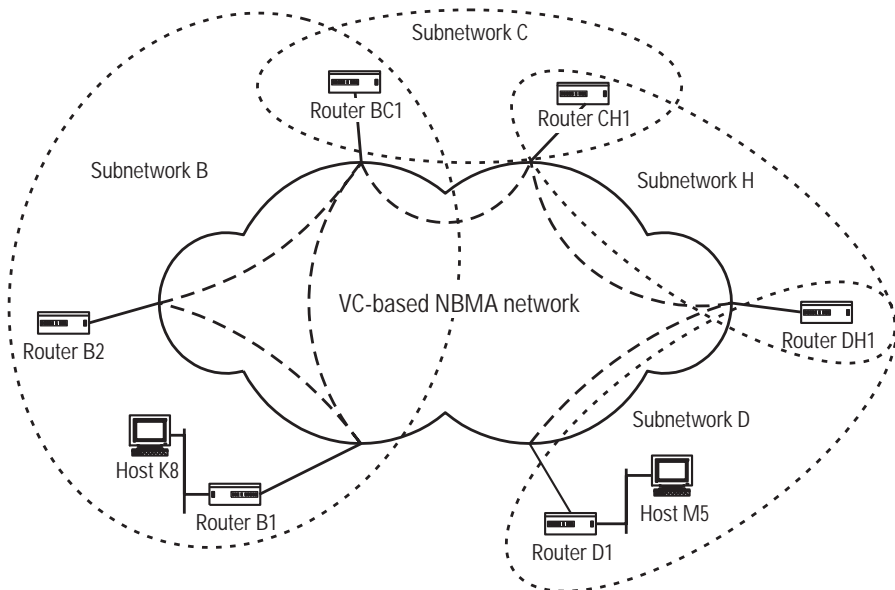 Subnetwork C
Router BC1
Router CH1
Subnetwork B
Subnetwork H
VC-based NBMA network
Router B2
Router DH1
Subnetwork D
Host K8
Host M5
Router B1
Router D1